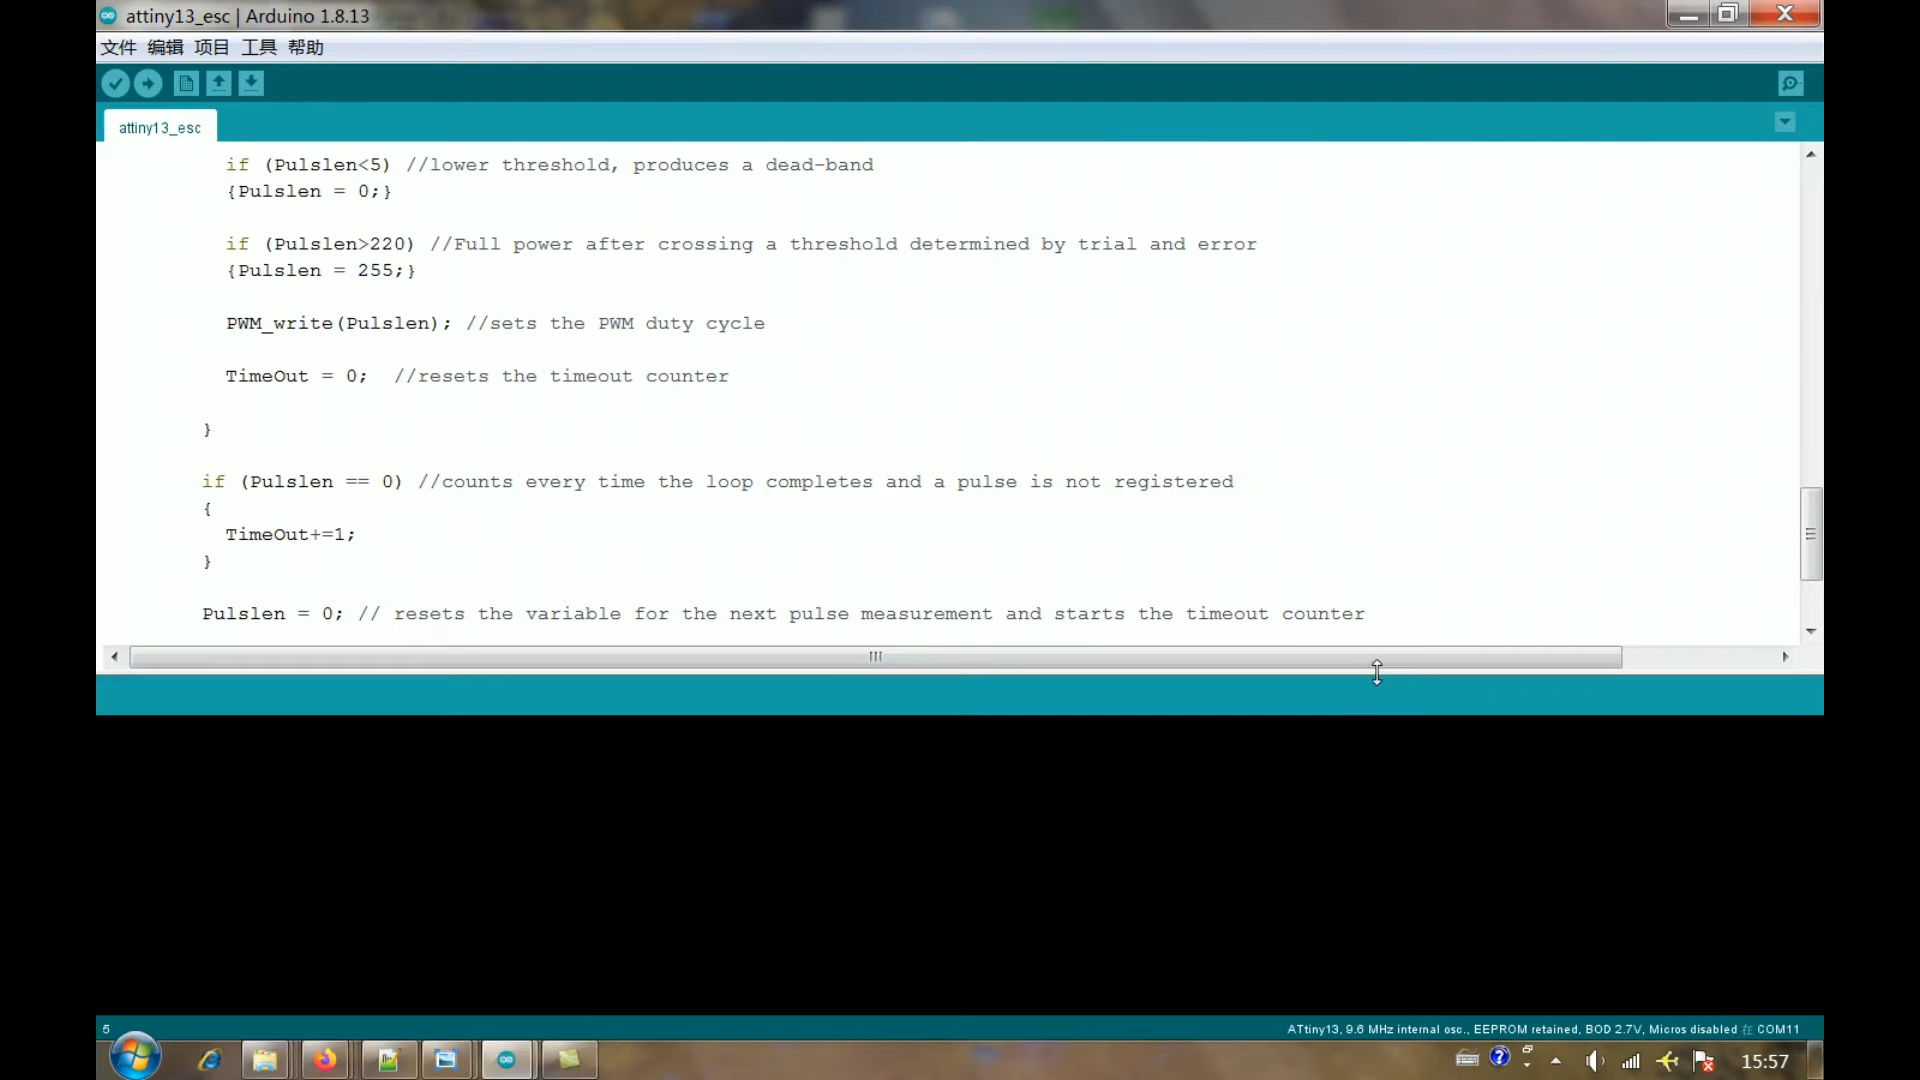 attiny13_esc | Arduino 1.8.13
文件 编辑 项目 工具 帮助
attiny13_esc
if (Pulslen<5) //lower threshold, produces a dead-band
{Pulslen = 0;}
if (Pulslen>220) //Full power after crossing a threshold determined by trial and error
{Pulslen = 255;}
PWM_write(Pulslen); //sets the PWM duty cycle
TimeOut = 0;  //resets the timeout counter
}
if (Pulslen == 0) //counts every time the loop completes and a pulse is not registered
{
TimeOut+=1;
}
Pulslen = 0; // resets the variable for the next pulse measurement and starts the timeout counter
5
ATtiny13, 9.6 MHz internal osc., EEPROM retained, BOD 2.7V, Micros disabled 在 COM11
15:57